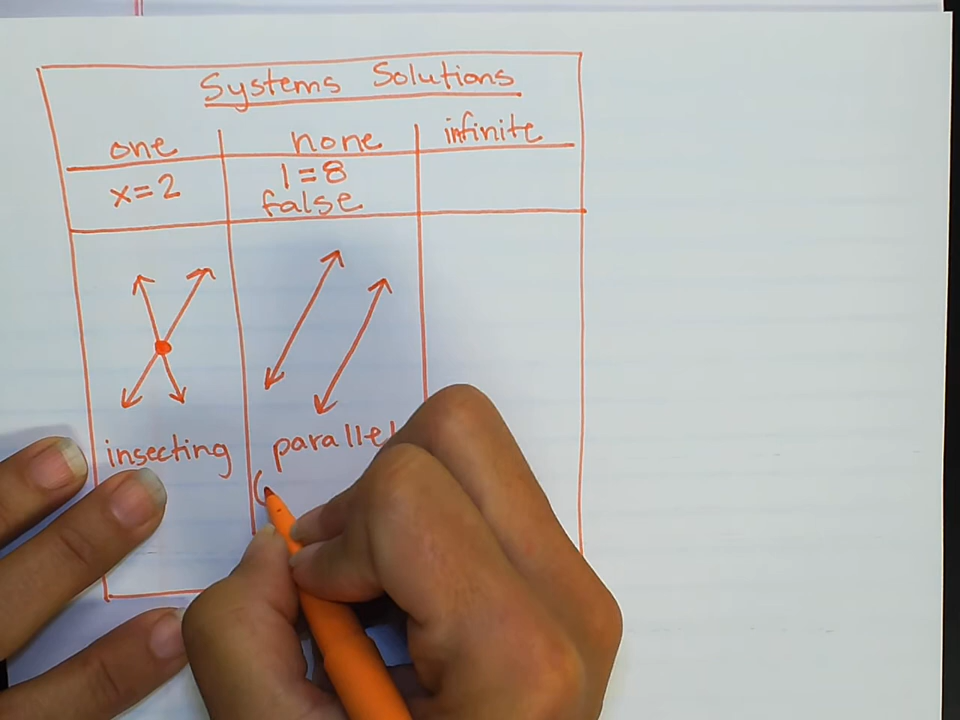 Systems Solutions
one none infinite
x=2 1=8
false
insecting parallel
(